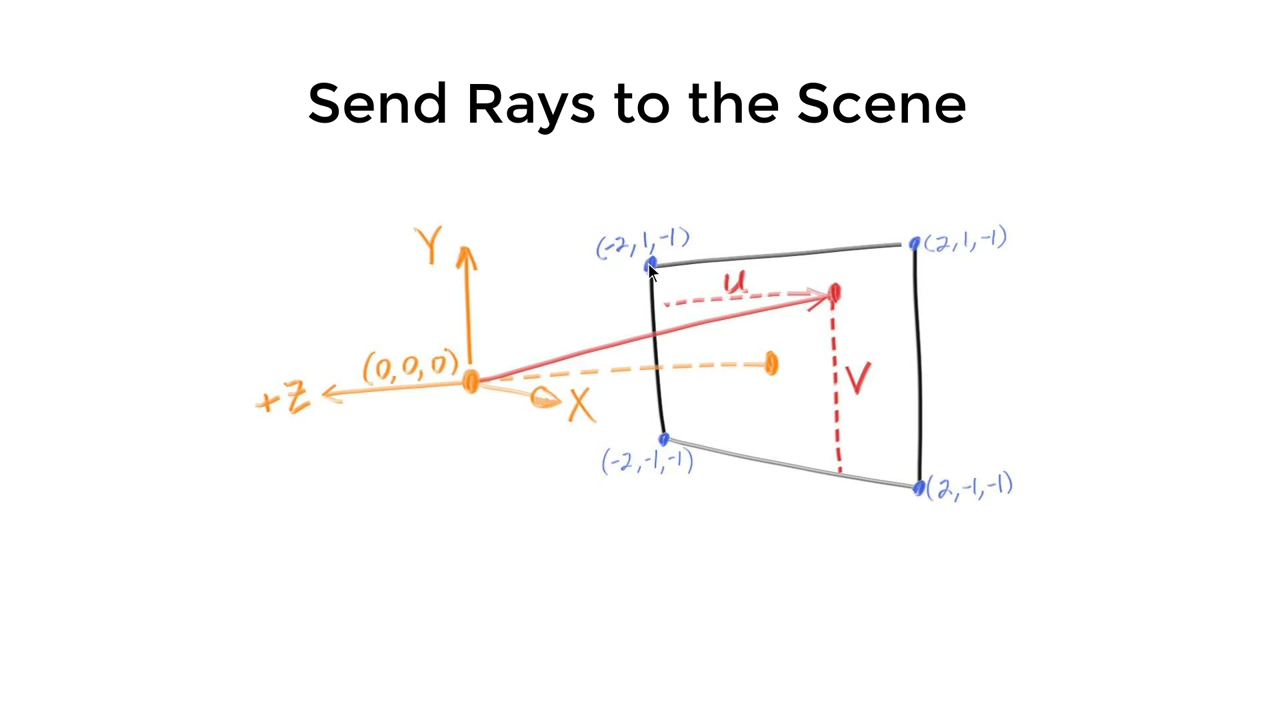 Send Rays to the Scene
Y
(-2,1,-1)
(2,1,-1)
u
(0,0,0)
+Z
X
V
(-2,-1,-1)
(2,-1,-1)